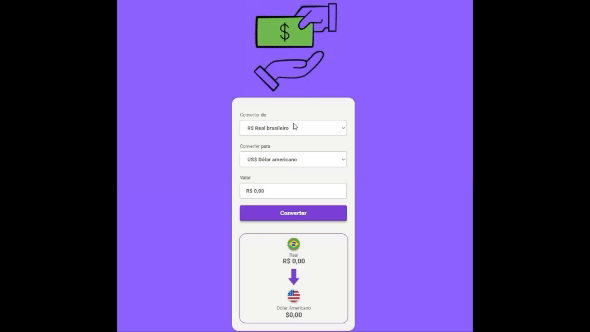 $
Converter de
R$ Real brasileiro
Converter para
US$ Dólar americano
Valor
R$ 0,00
Converter
Real
R$ 0,00
Dólar Americano
$0,00